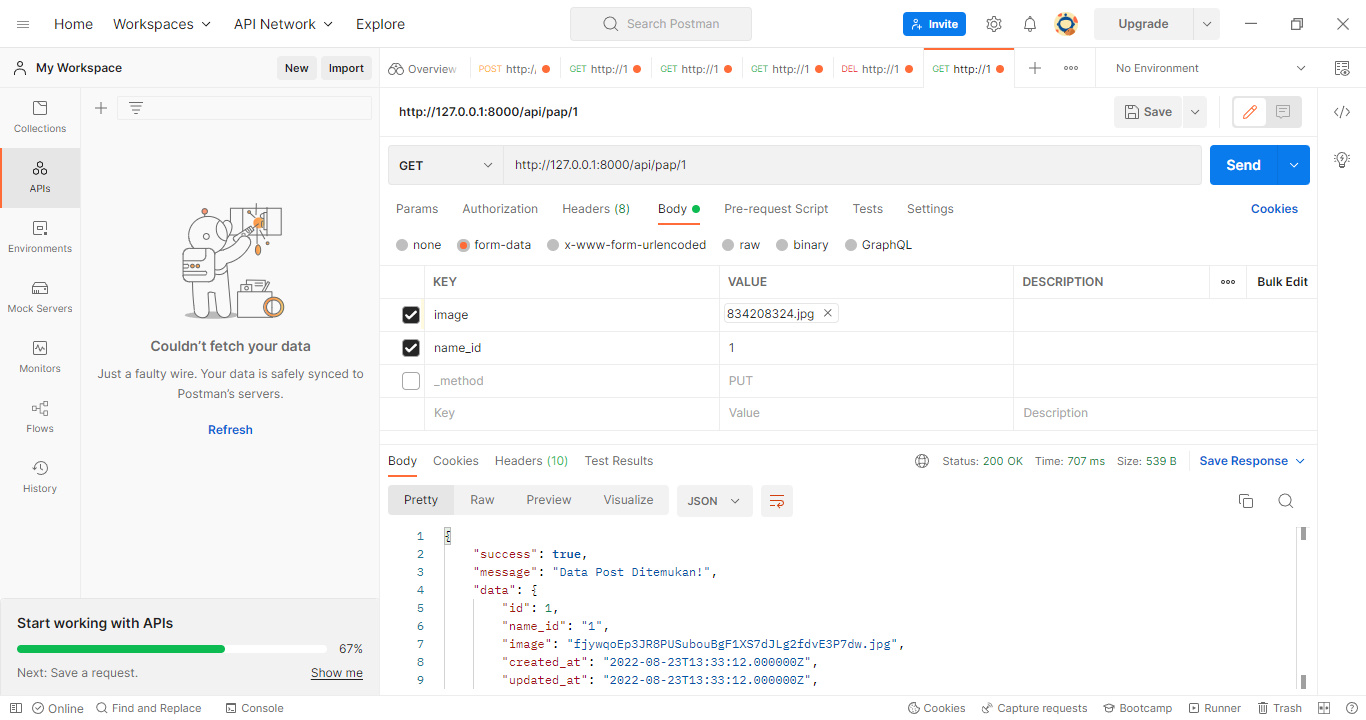 Home Workspaces API Network Explore Search Postman Invite Upgrade
My Workspace New Import Overview POST http:/, GET http://1 GET http://1 GET http://1 DEL http://1 GET http://1 No Environment
Collections
APIs
Environments
Mock Servers
Monitors
Flows
History
Couldn't fetch your data
Just a faulty wire. Your data is safely synced to
Postman's servers.
Refresh
Start working with APIs
67%
Next: Save a request. Show me
http://127.0.0.1:8000/api/pap/1 Save
GET http://127.0.0.1:8000/api/pap/1 Send
Params Authorization Headers (8) Body Pre-request Script Tests Settings Cookies
none form-data x-www-form-urlencoded raw binary GraphQL
KEY VALUE DESCRIPTION Bulk Edit
image 834208324.jpg
name_id 1
_method PUT
Key Value Description
Body Cookies Headers (10) Test Results Status: 200 OK Time: 707 ms Size: 539 B Save Response
Pretty Raw Preview Visualize JSON
1 {
2 "success": true,
3 "message": "Data Post Ditemukan!",
4 "data": {
5 "id": 1,
6 "name_id": "1",
7 "image": "fjywqoEp3JR8PUSubouBgF1XS7dJLg2fdvE3P7dw.jpg",
8 "created_at": "2022-08-23T13:33:12.000000Z",
9 "updated_at": "2022-08-23T13:33:12.000000Z",
Online Find and Replace Console Cookies Capture requests Bootcamp Runner Trash